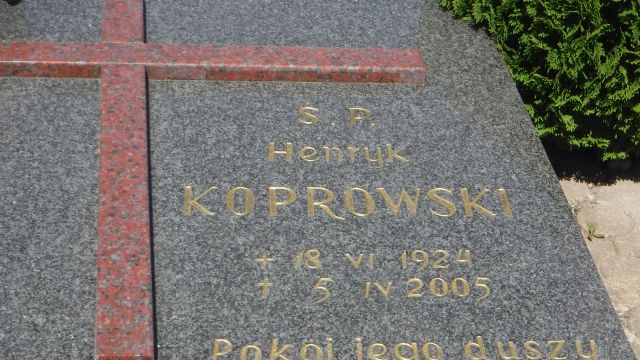 Ś. P.
Henryk
KOPROWSKI
+ 18 VI 1924
† 5 IV 2005
Pokój jego duszy